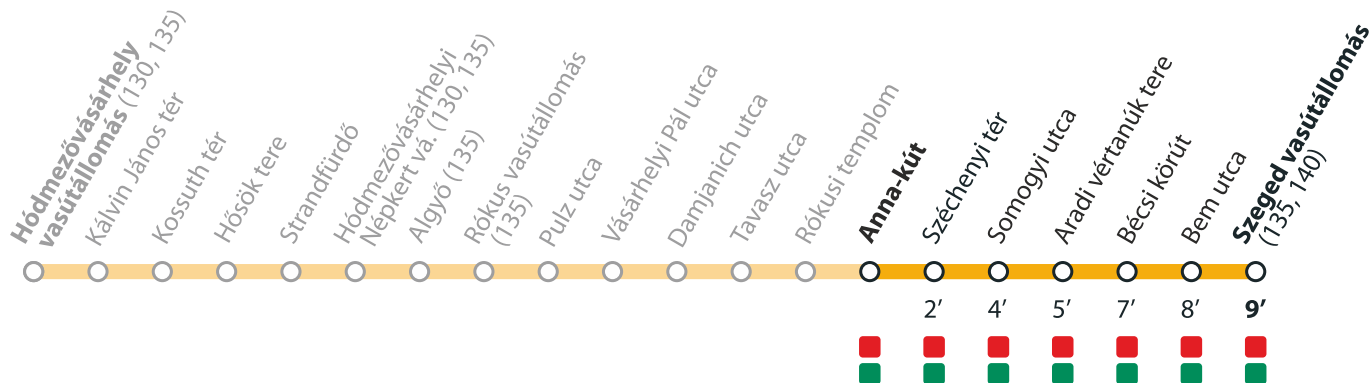 Hódmezővásárhely
vasútállomás (130, 135)
Kálvin János tér
Kossuth tér
Hősök tere
Strandfürdő
Hódmezővásárhelyi
Népkert vá. (130, 135)
Algyő (135)
Rókus vasútállomás
(135)
Pulz utca
Vásárhelyi Pál utca
Damjanich utca
Tavasz utca
Rókusi templom
Anna-kút
Széchenyi tér
Somogyi utca
Aradi vértanúk tere
Bécsi körút
Bem utca
Szeged vasútállomás
(135, 140)
2’ 4’ 5’ 7’ 8’ 9’